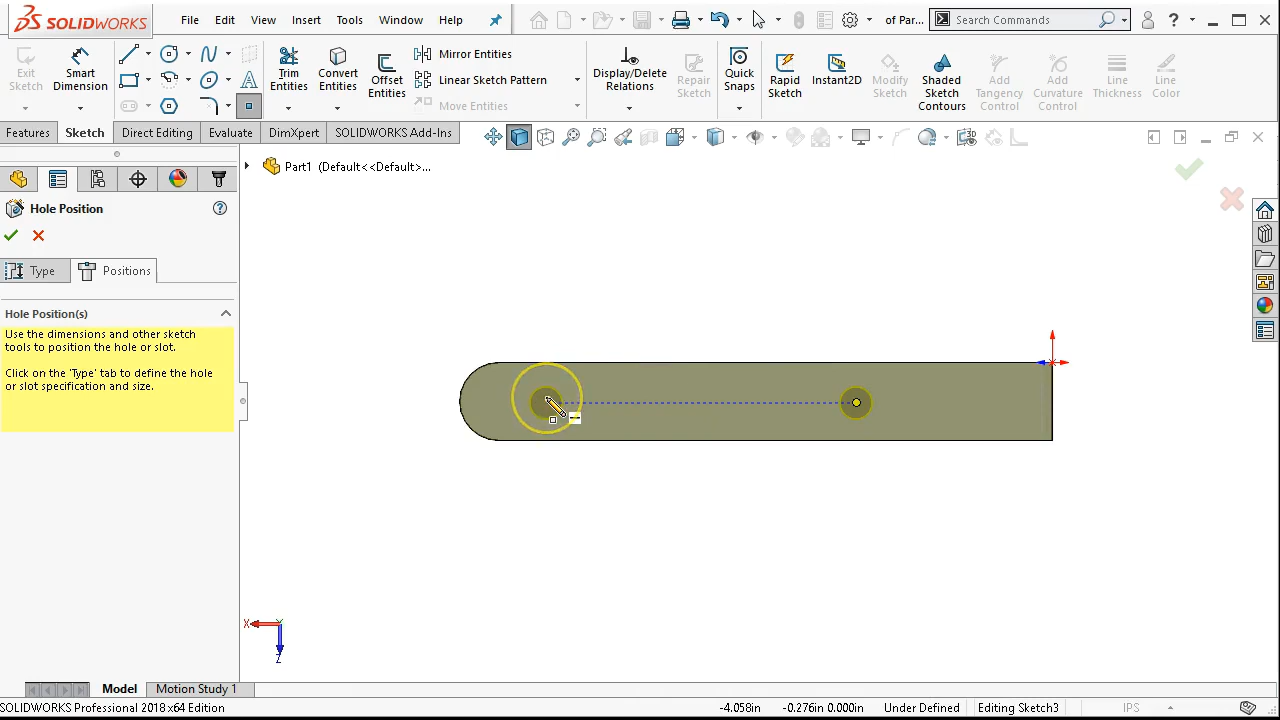 SOLIDWORKS File Edit View Insert Tools Window Help of Par... Search Commands ?
Exit Sketch
Smart Dimension
Trim Entities
Convert Entities
Offset Entities
Mirror Entities
Linear Sketch Pattern
Move Entities
Display/Delete Relations
Repair Sketch
Quick Snaps
Rapid Sketch
Instant2D
Modify Sketch
Shaded Sketch Contours
Add Tangency Control
Add Curvature Control
Line Thickness
Line Color
Features Sketch Direct Editing Evaluate DimXpert SOLIDWORKS Add-Ins
Part1 (Default<<Default>...
Hole Position ?
Type Positions
Hole Position(s)
Use the dimensions and other sketch
tools to position the hole or slot.
Click on the 'Type' tab to define the hole
or slot specification and size.
X
Y
Z
Model Motion Study 1
SOLIDWORKS Professional 2018 x64 Edition -4.058in -0.276in 0.000in Under Defined Editing Sketch3 IPS